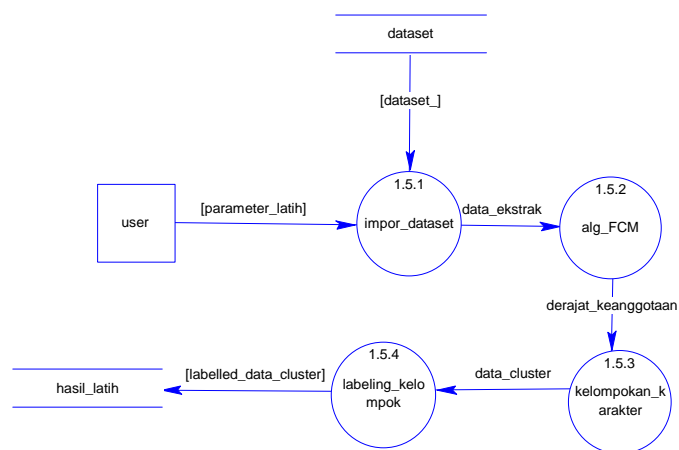 dataset
[dataset_]
1.5.1
impor_dataset
1.5.2
alg_FCM
user
[parameter_latih]
data_ekstrak
derajat_keanggotaan
1.5.3
kelompokan_k
arakter
data_cluster
1.5.4
labeling_kelo
mpok
[labelled_data_cluster]
hasil_latih